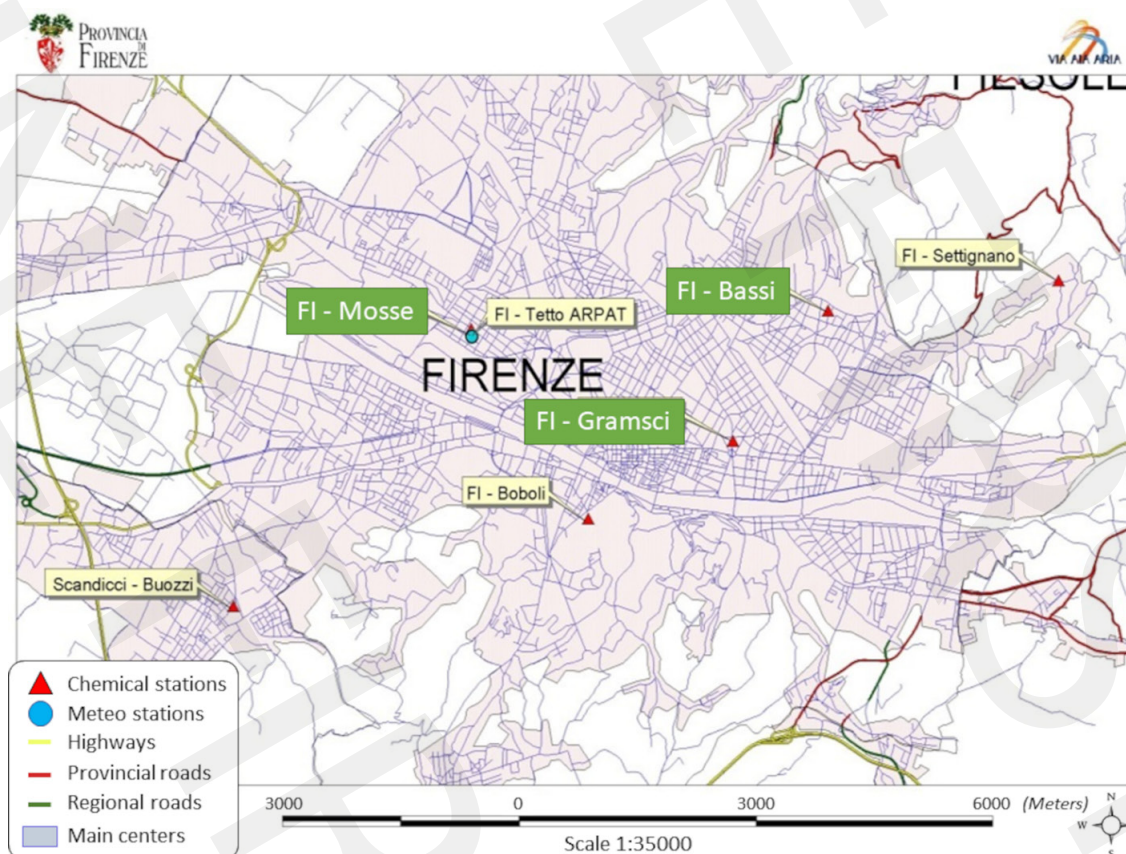 PROVINCIA
DI
FIRENZE
VIA AIA ARIA
FIESOLE
FI - Settignano
FI - Bassi
FI - Mosse
FI - Tetto ARPAT
FIRENZE
FI - Gramsci
FI - Boboli
Scandicci - Buozzi
Chemical stations
Meteo stations
Highways
Provincial roads
Regional roads
Main centers
3000 0 3000 6000 (Meters)
Scale 1:35000
N
W
S